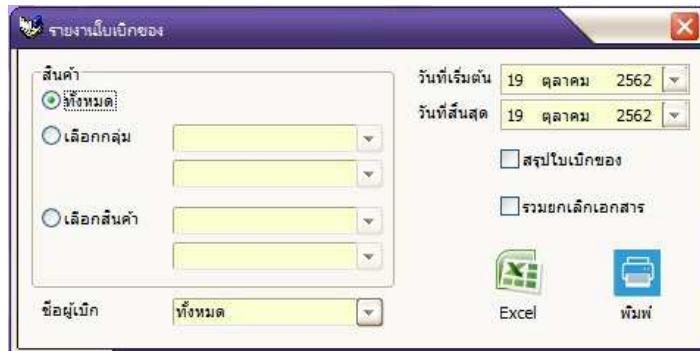 รายงานใบเบิกของ
สินค้า
ทั้งหมด
เลือกกลุ่ม
เลือกสินค้า
ชื่อผู้เบิก ทั้งหมด
วันที่เริ่มต้น 19 ตุลาคม 2562
วันที่สิ้นสุด 19 ตุลาคม 2562
สรุปใบเบิกของ
รวมยกเลิกเอกสาร
Excel พิมพ์